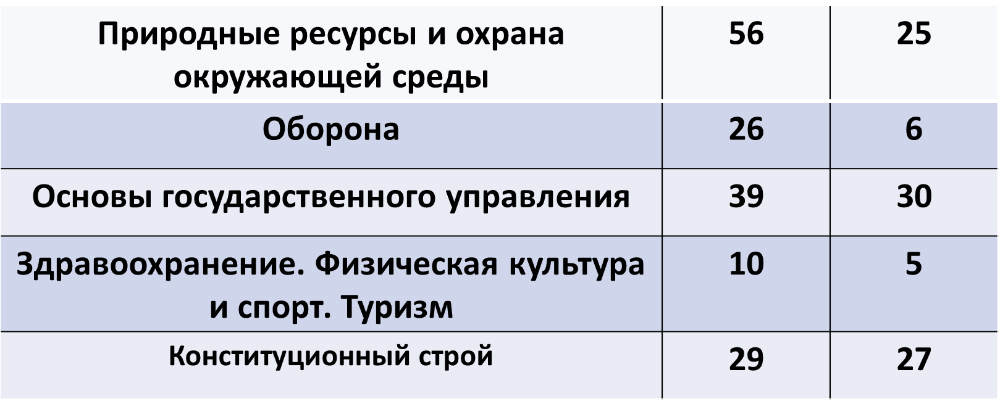 Природные ресурсы и охрана 56 25
окружающей среды
Оборона 26 6
Основы государственного управления 39 30
Здравоохранение. Физическая культура 10 5
и спорт. Туризм
Конституционный строй 29 27